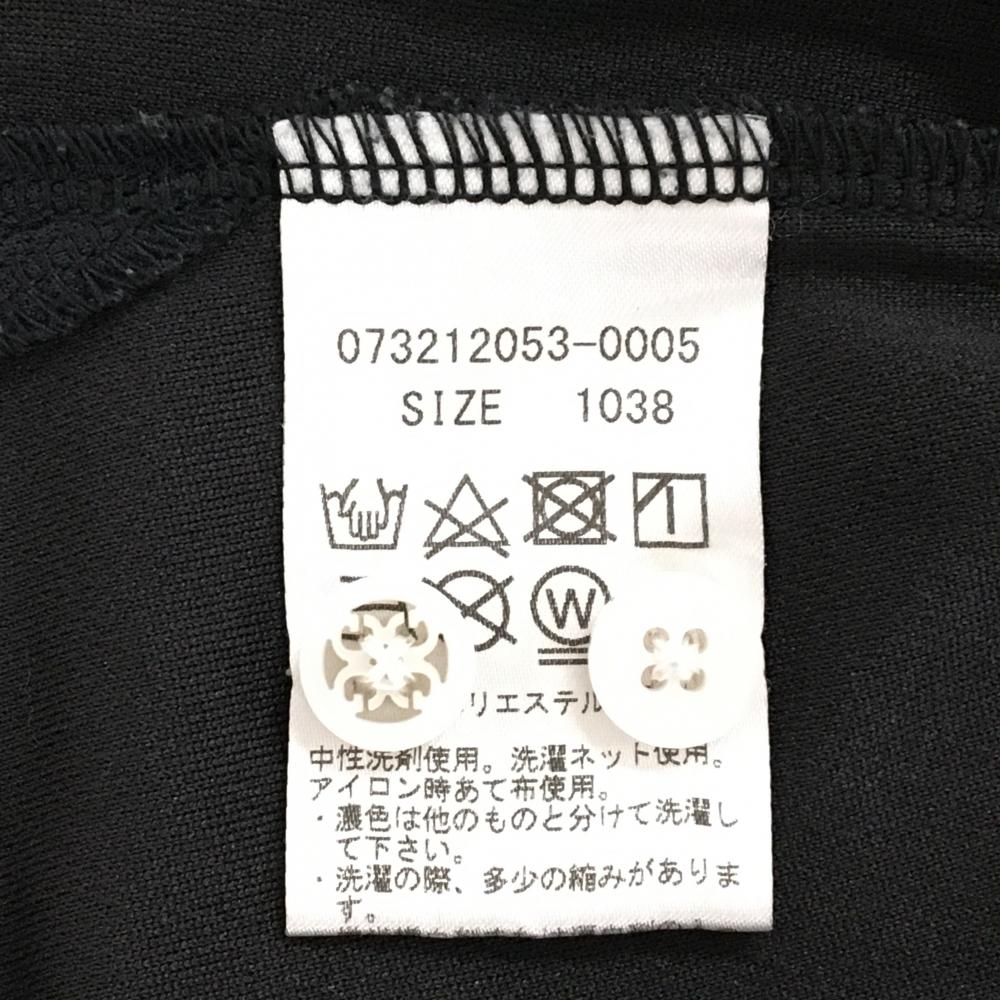 073212053-0005
SIZE 1038
W
リエステル
中性洗剤使用。洗濯ネット使用。
アイロン時あて布使用。
・濃色は他のものと分けて洗濯し
て下さい。
・洗濯の際、多少の縮みがありま
す。